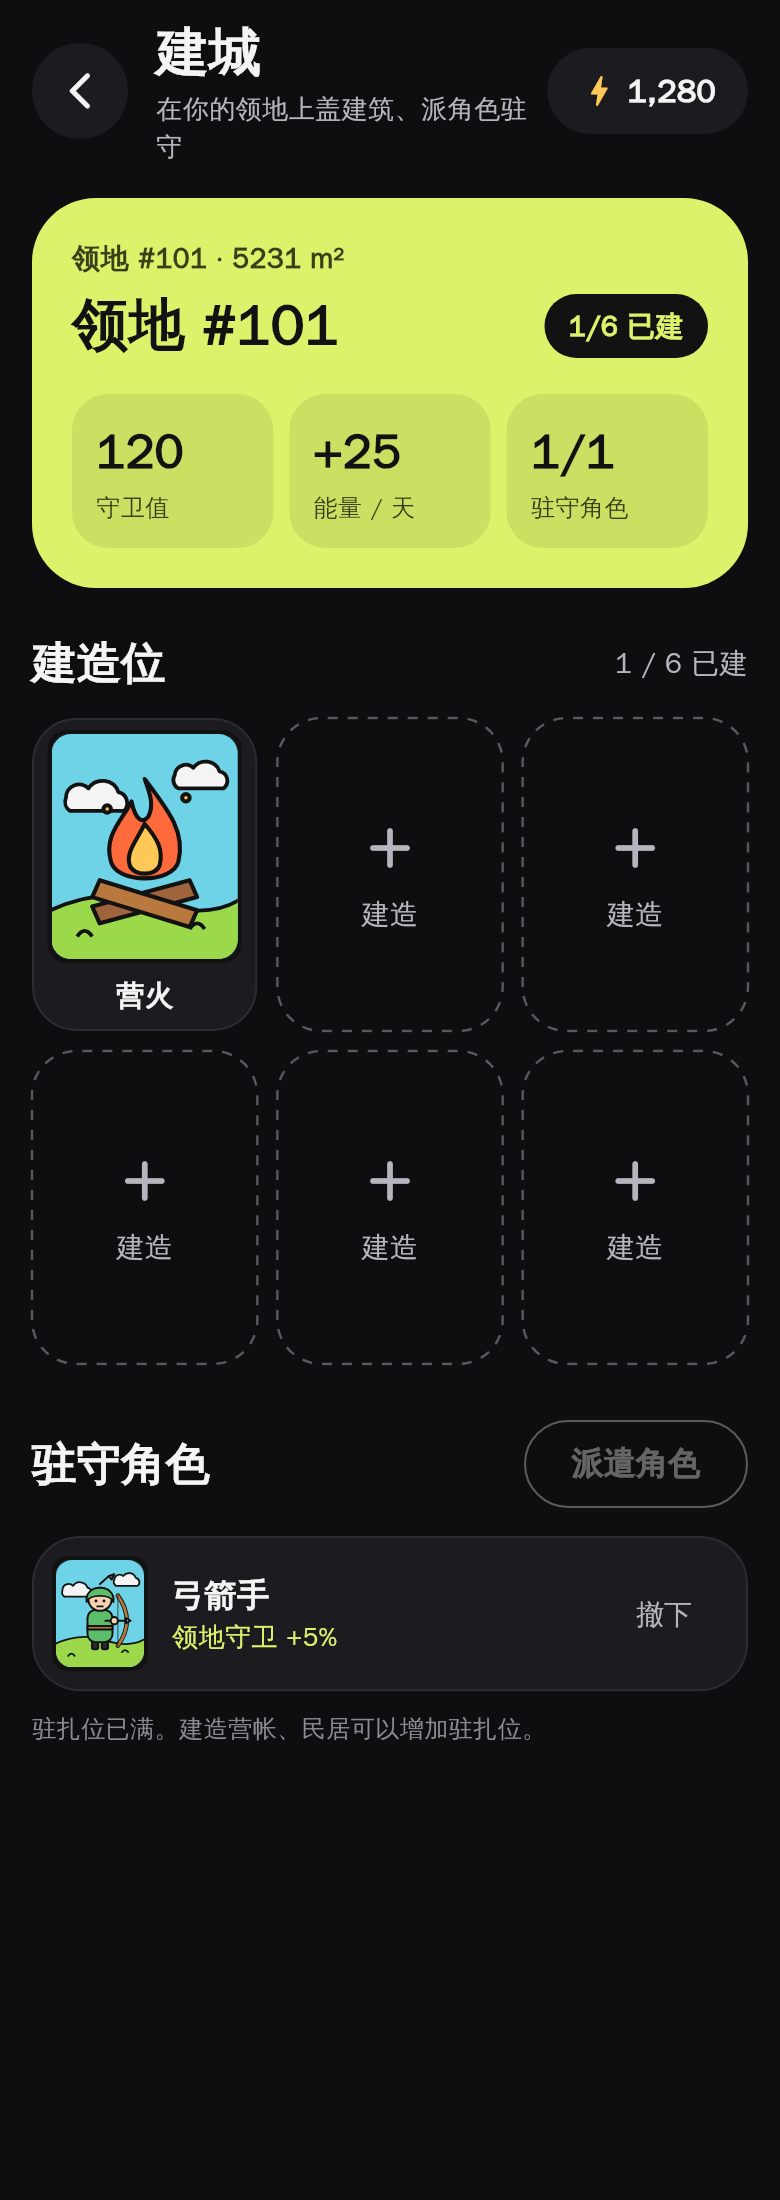 建城
在你的领地上盖建筑、派角色驻
守
1,280
领地 #101 · 5231 m²
领地 #101
1/6 已建
120
+25
1/1
守卫值
能量 / 天
驻守角色
建造位
1 / 6 已建
营火
建造
建造
建造
建造
建造
驻守角色
派遣角色
弓箭手
领地守卫 +5%
撤下
驻扎位已满。建造营帐、民居可以增加驻扎位。